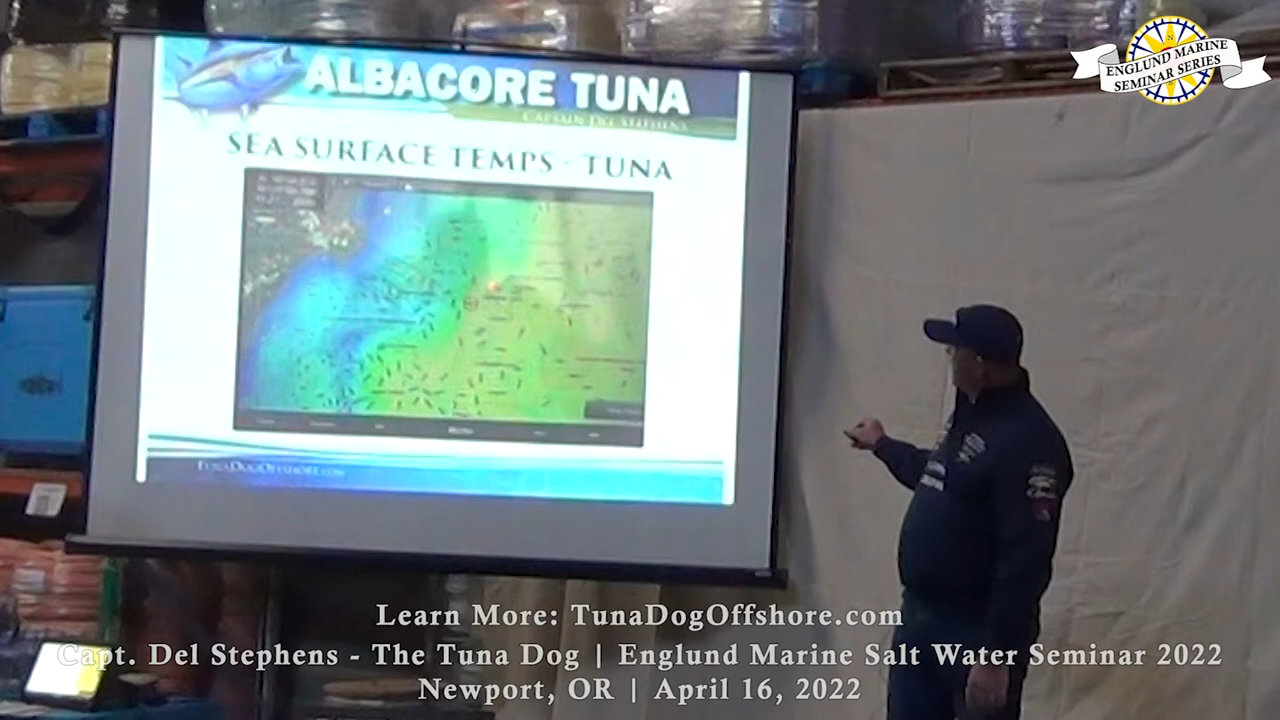 ALBACORE TUNA
CAPTAIN DEL STEPHENS
SEA SURFACE TEMPS - TUNA
TUNADOGOFFSHORE.COM
ENGLUND MARINE
SEMINAR SERIES
Learn More: TunaDogOffshore.com
Capt. Del Stephens - The Tuna Dog | Englund Marine Salt Water Seminar 2022
Newport, OR | April 16, 2022